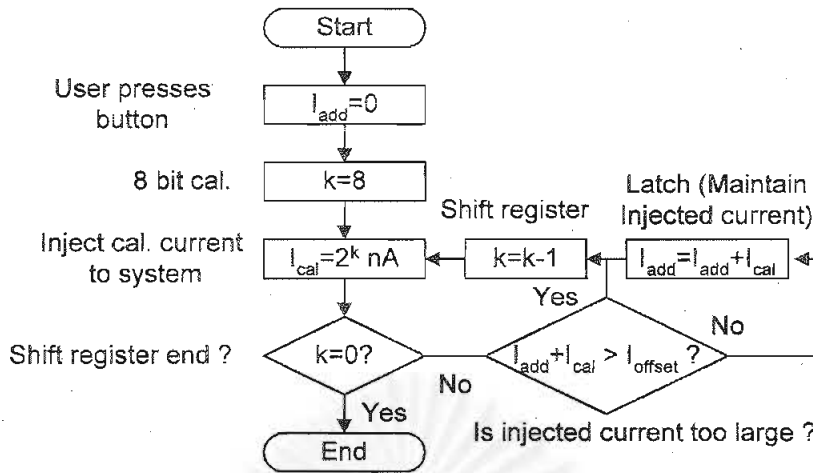 Start
User presses
button
I_add=0
8 bit cal.
k=8
Latch (Maintain
Injected current)
Shift register
Inject cal. current
to system
I_cal=2^k nA
k=k-1
I_add=I_add+I_cal
Yes
No
Shift register end ?
k=0?
I_add+I_cal > I_offset ?
No
Yes
Is injected current too large ?
End